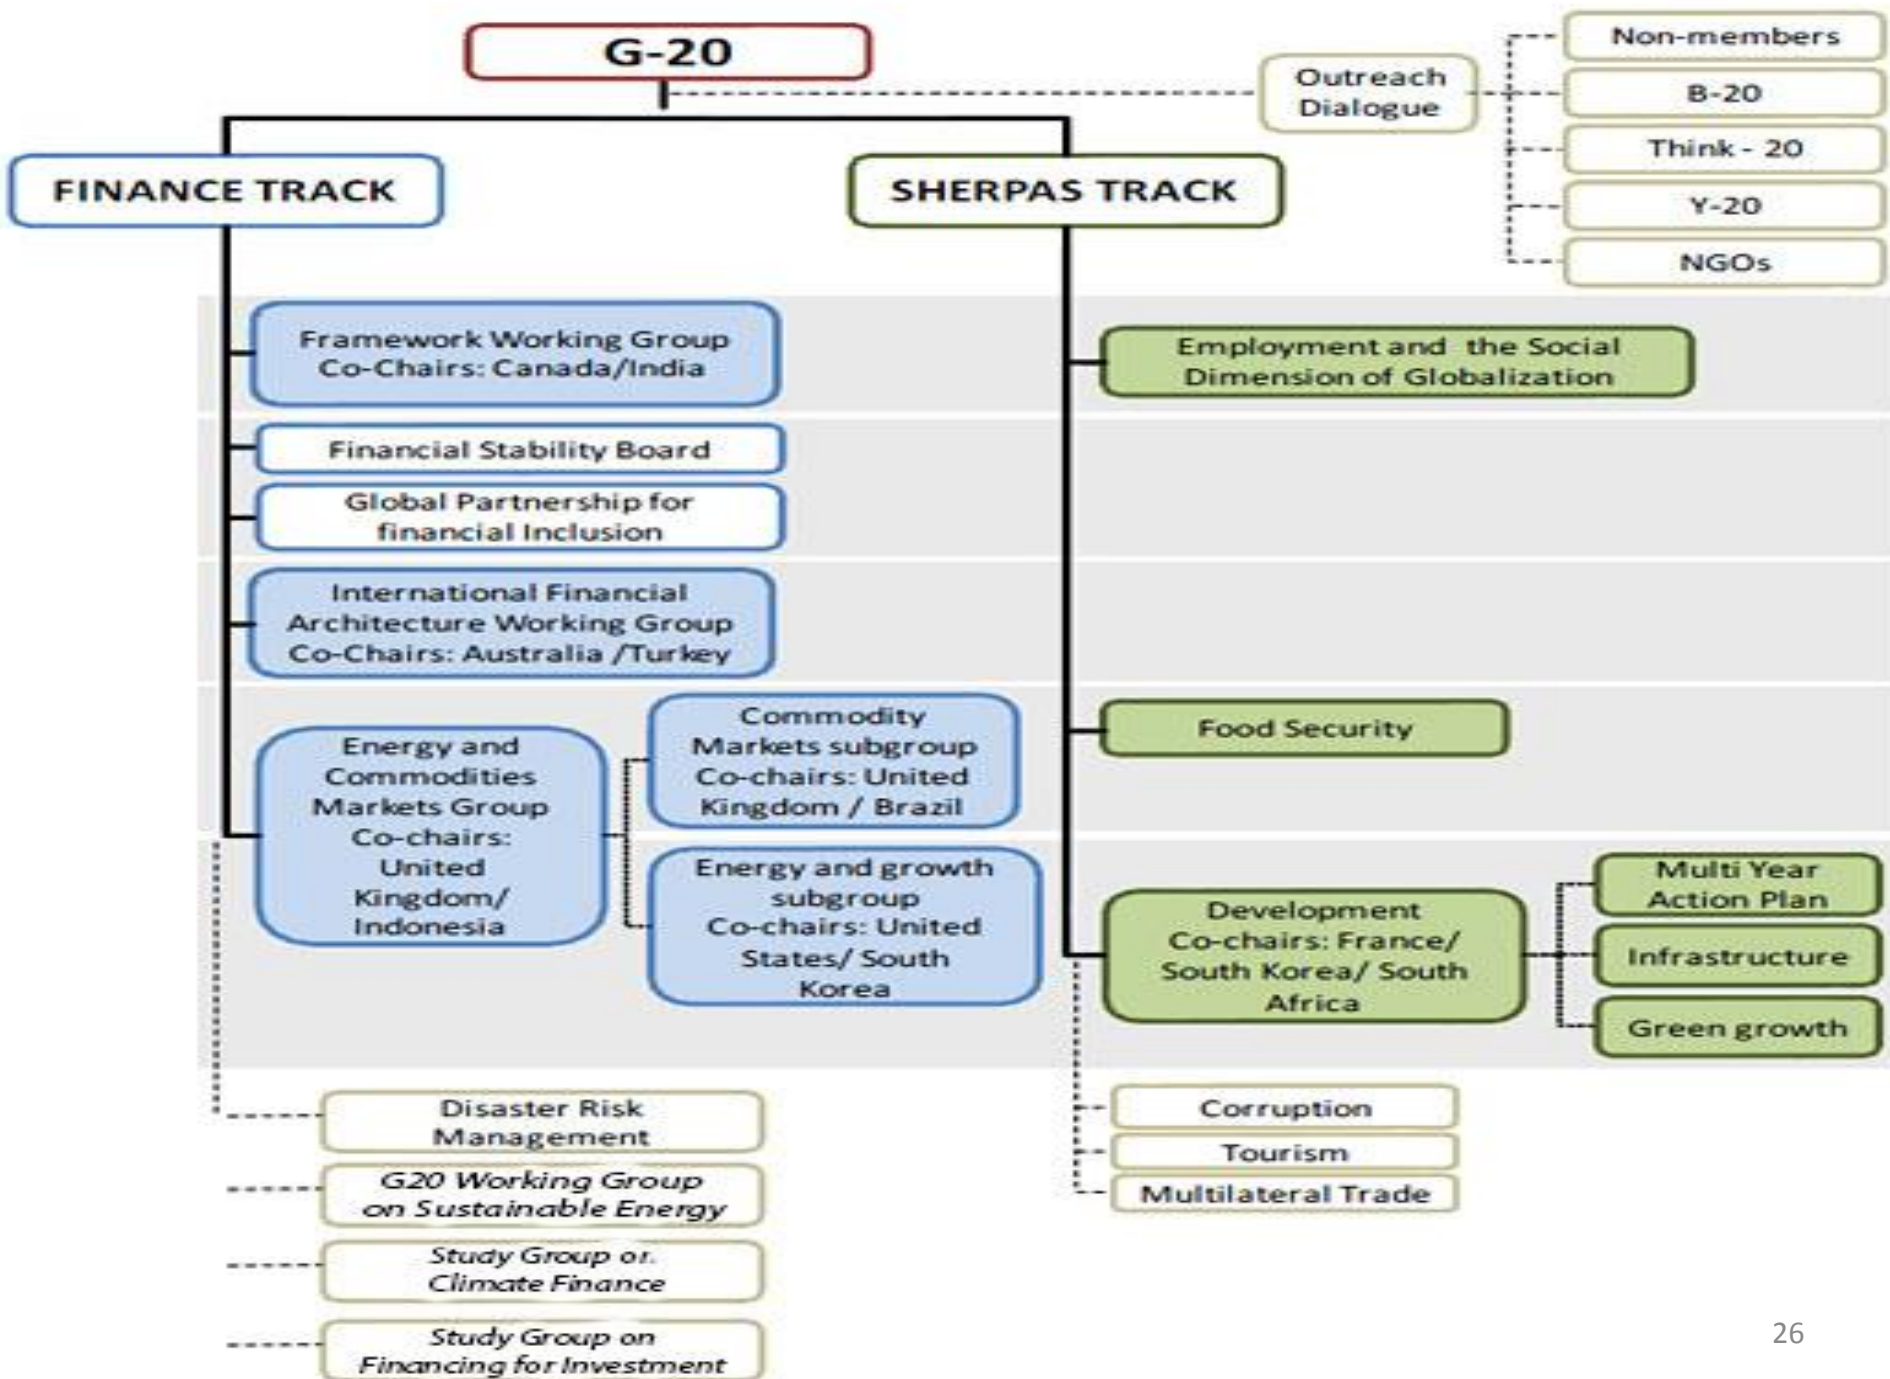 G-20
Outreach
Dialogue
Non-members
B-20
Think - 20
Y-20
NGOs
FINANCE TRACK
SHERPAS TRACK
Framework Working Group
Co-Chairs: Canada/India
Financial Stability Board
Global Partnership for
financial Inclusion
International Financial
Architecture Working Group
Co-Chairs: Australia /Turkey
Energy and
Commodities
Markets Group
Co-chairs:
United
Kingdom/
Indonesia
Commodity
Markets subgroup
Co-chairs: United
Kingdom / Brazil
Energy and growth
subgroup
Co-chairs: United
States/ South
Korea
Disaster Risk
Management
G20 Working Group
on Sustainable Energy
Study Group on
Climate Finance
Study Group on
Financing for Investment
Employment and the Social
Dimension of Globalization
Food Security
Development
Co-chairs: France/
South Korea/ South
Africa
Multi Year
Action Plan
Infrastructure
Green growth
Corruption
Tourism
Multilateral Trade
26